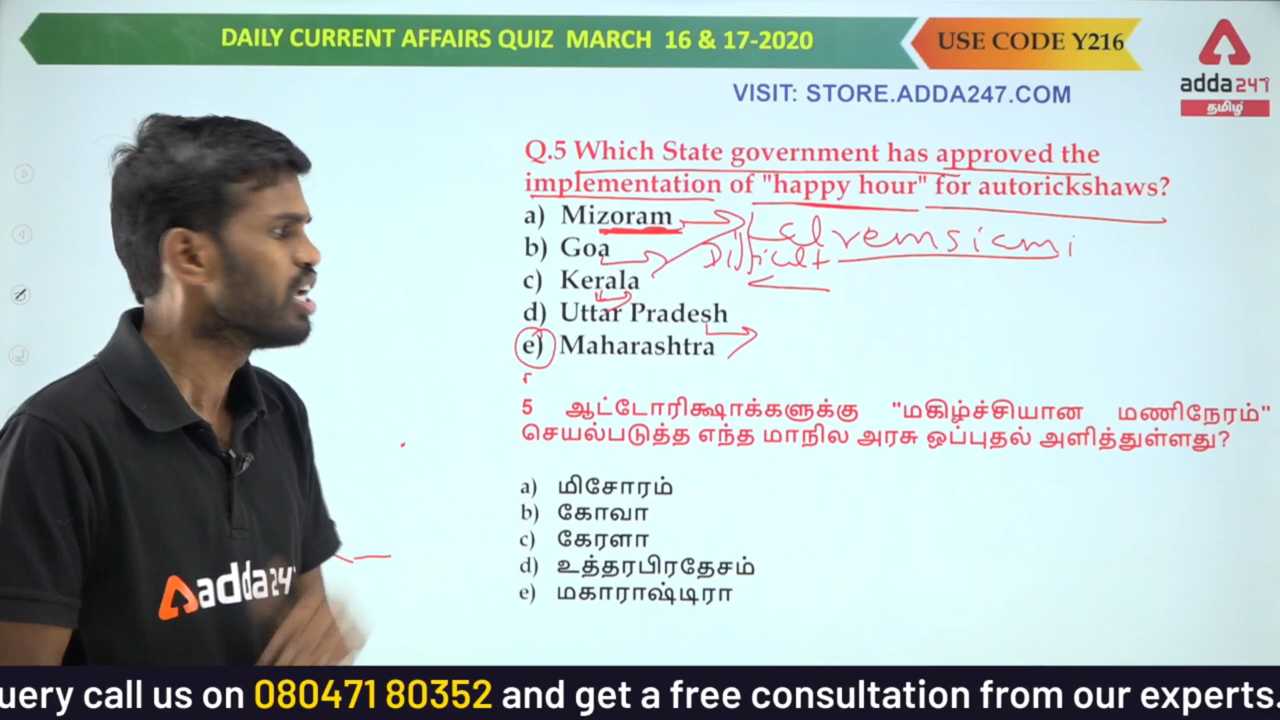 DAILY CURRENT AFFAIRS QUIZ MARCH 16 & 17-2020
USE CODE Y216
adda247
தமிழ்
VISIT: STORE.ADDA247.COM
Q.5 Which State government has approved the
implementation of "happy hour" for autorickshaws?
a) Mizoram
b) Goa
Difficult
c) Kerala
d) Uttar Pradesh
e) Maharashtra
5 ஆட்டோரிக்ஷாக்களுக்கு "மகிழ்ச்சியான மணிநேரம்"
செயல்படுத்த எந்த மாநில அரசு ஒப்புதல் அளித்துள்ளது?
a) மிசோரம்
b) கோவா
c) கேரளா
d) உத்தரபிரதேசம்
e) மகாராஷ்டிரா
adda24
uery call us on 080471 80352 and get a free consultation from our experts.